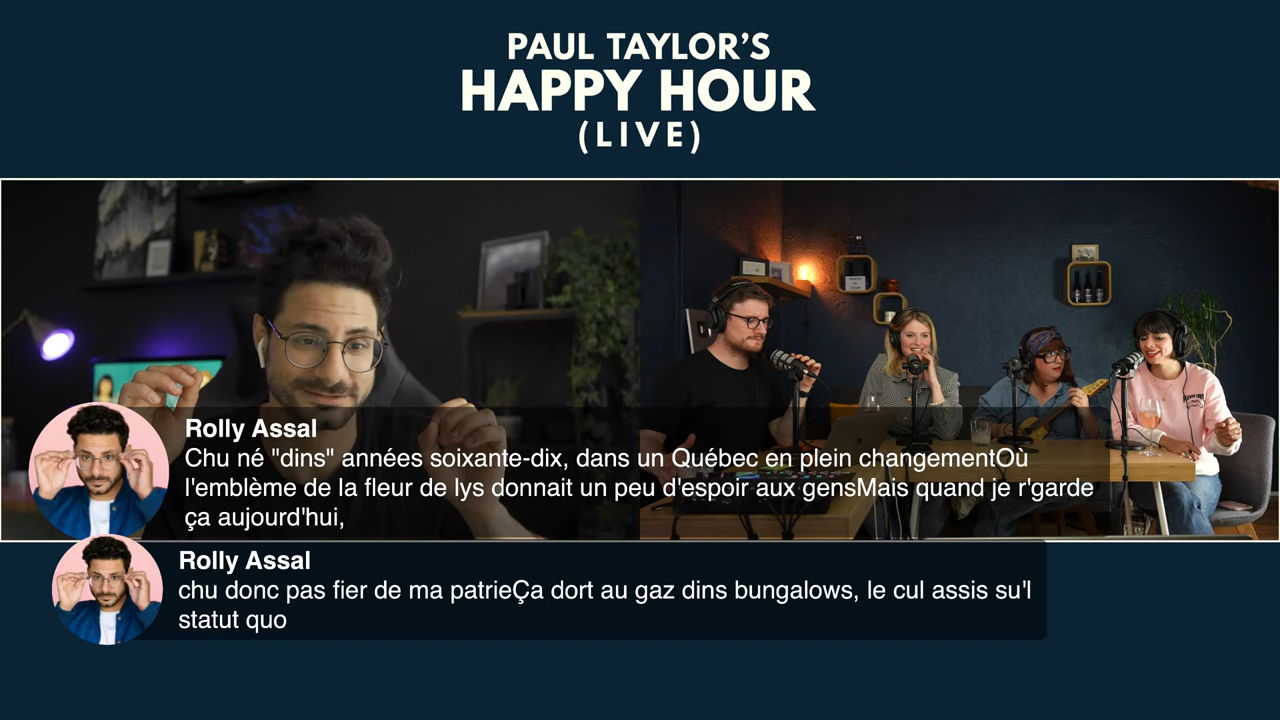 PAUL TAYLOR'S
HAPPY HOUR
(LIVE)
Rolly Assal
Chu né "dins" années soixante-dix, dans un Québec en plein changementOù
l'emblème de la fleur de lys donnait un peu d'espoir aux gensMais quand je r'garde
ça aujourd'hui,
Rolly Assal
chu donc pas fier de ma patrieÇa dort au gaz dins bungalows, le cul assis su'l
statut quo